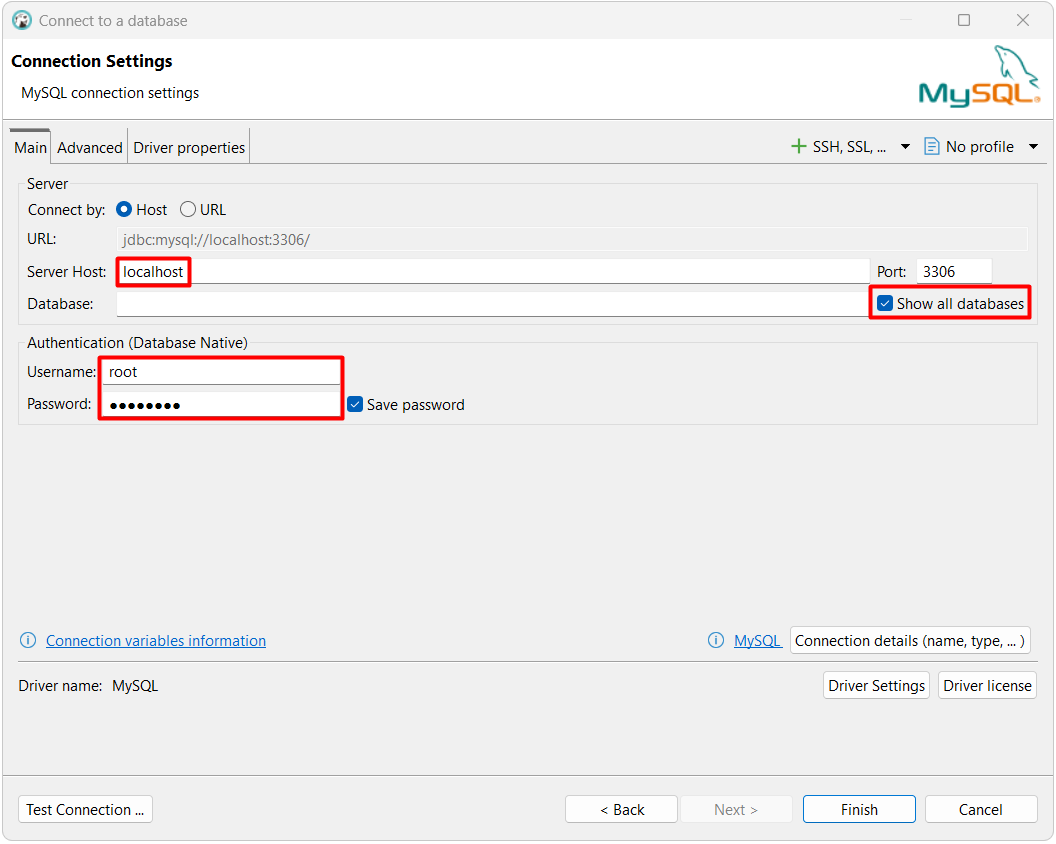 Connect to a database
Connection Settings
MySQL connection settings
MySQL®
Main Advanced Driver properties
SSH, SSL, ... No profile
Server
Connect by: Host URL
URL: jdbc:mysql://localhost:3306/
Server Host: localhost Port: 3306
Database: Show all databases
Authentication (Database Native)
Username: root
Password: ●●●●●●●● Save password
Connection variables information MySQL Connection details (name, type, ... )
Driver name: MySQL Driver Settings Driver license
Test Connection ... < Back Next > Finish Cancel